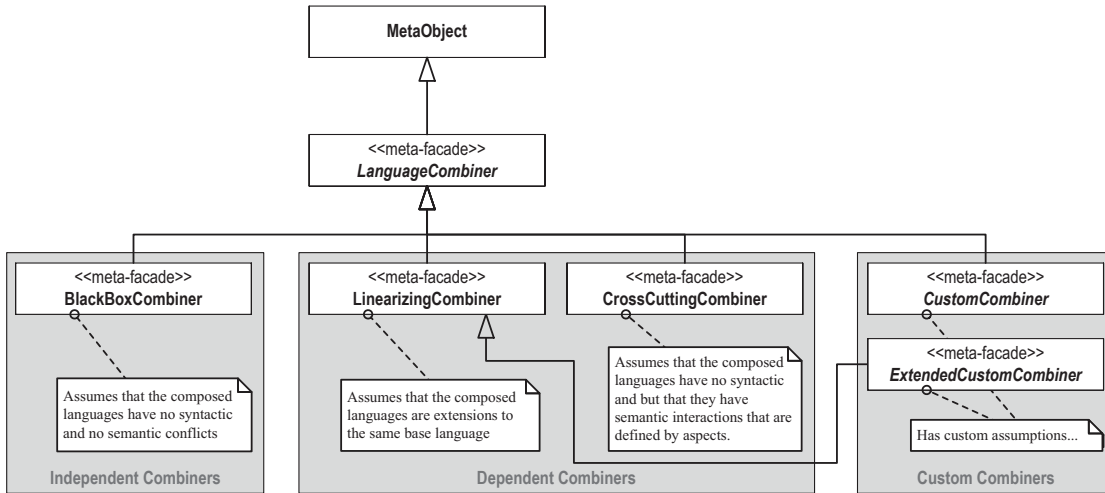 MetaObject
<<meta-facade>>
LanguageCombiner
<<meta-facade>>
BlackBoxCombiner
Assumes that the composed
languages have no syntactic
and no semantic conflicts
Independent Combiners
<<meta-facade>>
LinearizingCombiner
Assumes that the composed
languages are extensions to
the same base language
<<meta-facade>>
CrossCuttingCombiner
Assumes that the composed
languages have no syntactic
and but that they have
semantic interactions that are
defined by aspects.
Dependent Combiners
<<meta-facade>>
CustomCombiner
<<meta-facade>>
ExtendedCustomCombiner
Has custom assumptions...
Custom Combiners